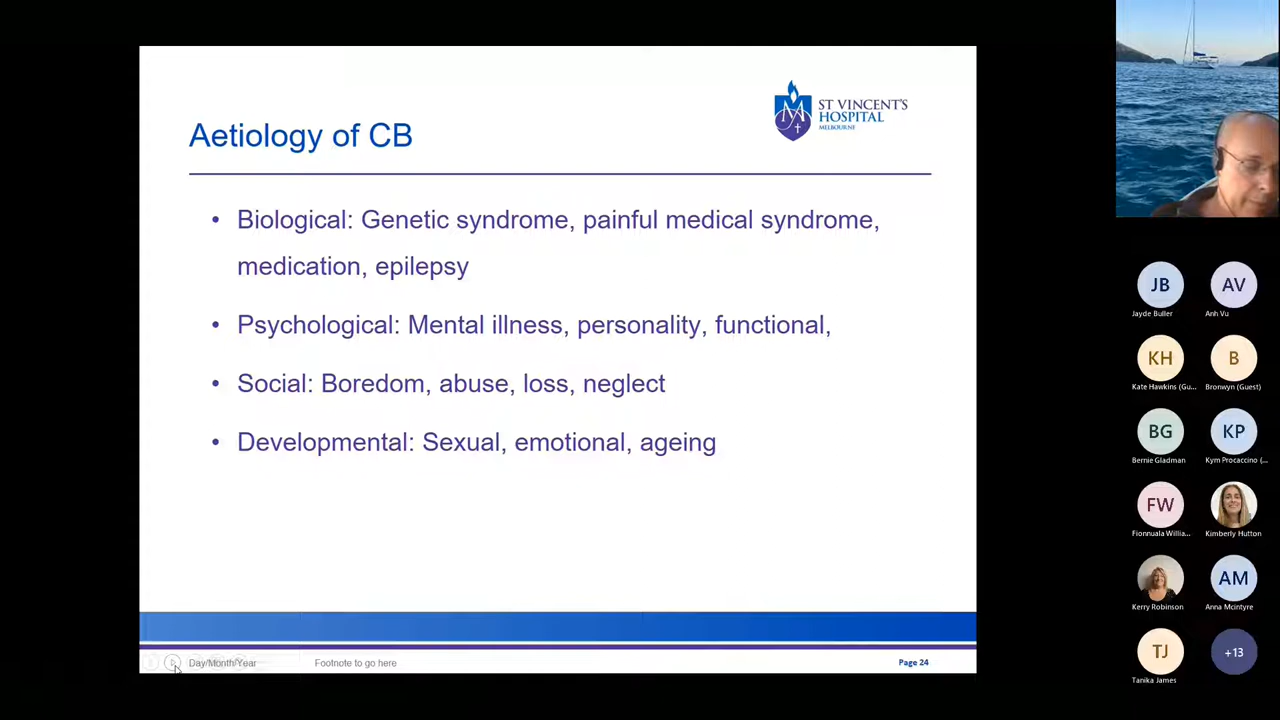 Aetiology of CB
ST VINCENT'S
HOSPITAL
MELBOURNE
• Biological: Genetic syndrome, painful medical syndrome,
medication, epilepsy
• Psychological: Mental illness, personality, functional,
• Social: Boredom, abuse, loss, neglect
• Developmental: Sexual, emotional, ageing
Day/Month/Year
Footnote to go here
Page 24
JB
AV
Jayde Buller
Anh Vu
KH
B
Kate Hawkins (Gu...
Bronwyn (Guest)
BG
KP
Bernie Gladman
Kym Procaccino (...
FW
Fionnuala Willia...
Kimberly Hutton
AM
Kerry Robinson
Anna Mcintyre
TJ
+13
Tanika James